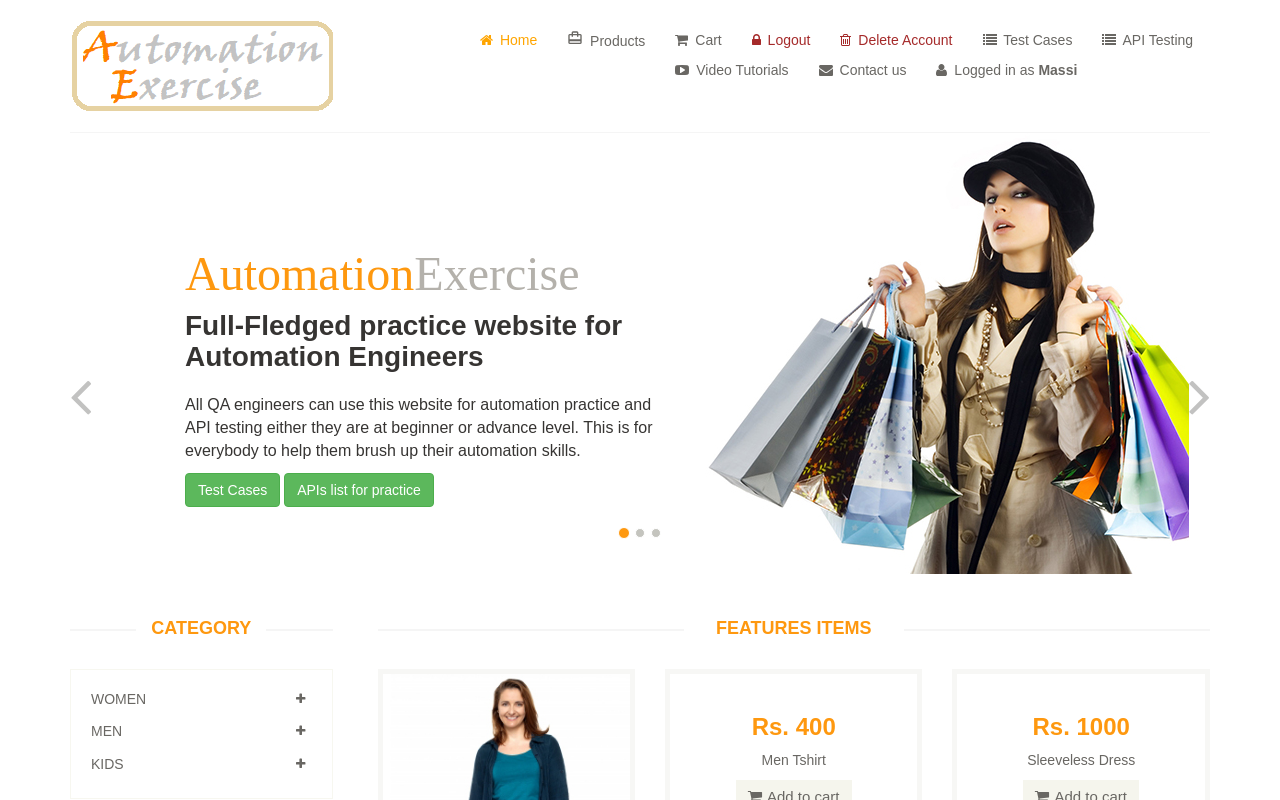 Automation
Exercise
Home
Products
Cart
Logout
Delete Account
Test Cases
API Testing
Video Tutorials
Contact us
Logged in as Massi
AutomationExercise
Full-Fledged practice website for
Automation Engineers
All QA engineers can use this website for automation practice and
API testing either they are at beginner or advance level. This is for
everybody to help them brush up their automation skills.
Test Cases
APIs list for practice
CATEGORY
WOMEN
MEN
KIDS
FEATURES ITEMS
Rs. 400
Men Tshirt
Add to cart
Rs. 1000
Sleeveless Dress
Add to cart